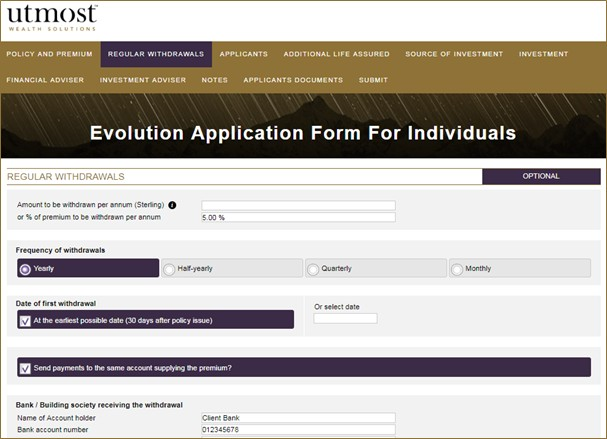 utmost™
WEALTH SOLUTIONS
POLICY AND PREMIUM REGULAR WITHDRAWALS APPLICANTS ADDITIONAL LIFE ASSURED SOURCE OF INVESTMENT INVESTMENT
FINANCIAL ADVISER INVESTMENT ADVISER NOTES APPLICANTS DOCUMENTS SUBMIT
Evolution Application Form For Individuals
REGULAR WITHDRAWALS OPTIONAL
Amount to be withdrawn per annum (Sterling) i
or % of premium to be withdrawn per annum 5.00 %
Frequency of withdrawals
Yearly Half-yearly Quarterly Monthly
Date of first withdrawal Or select date
At the earliest possible date (30 days after policy issue)
Send payments to the same account supplying the premium?
Bank / Building society receiving the withdrawal
Name of Account holder Client Bank
Bank account number 012345678